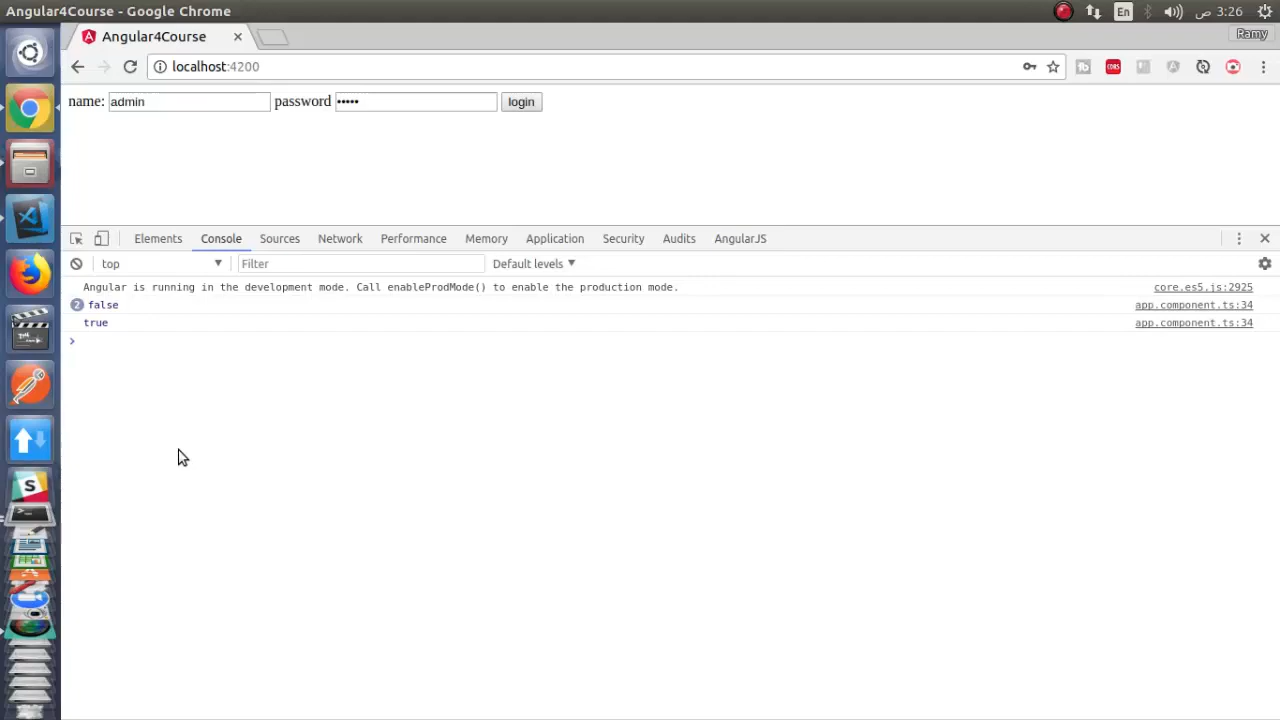 Angular4Course - Google Chrome
En
3:26 ص
Angular4Course
Ramy
localhost:4200
CORS
name: admin password ••••• login
Elements Console Sources Network Performance Memory Application Security Audits AngularJS
top Filter Default levels
Angular is running in the development mode. Call enableProdMode() to enable the production mode. core.es5.js:2925
2 false app.component.ts:34
true app.component.ts:34
>
S